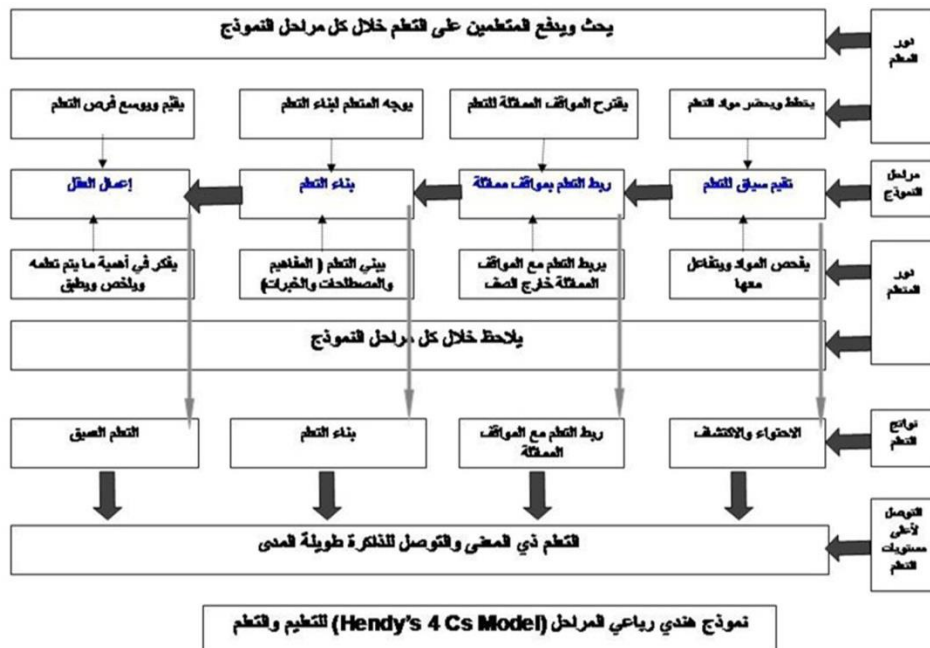 دور
المعلم
يحث ويدفع المتعلمين على التعلم خلال كل مراحل النموذج
يخطط ويحضر مواد التعلم
يقترح المواقف المماثلة للتعلم
يوجه المتعلم لبناء التعلم
يقيّم ويوسع فرص التعلم
مراحل
النموذج
تقيم سياق للتعلم
ربط التعلم بمواقف مماثلة
بناء التعلم
إعمال العقل
دور
المتعلم
يفحص المواد ويتفاعل
معها
يربط التعلم مع المواقف
المماثلة خارج الصف
يبني التعلم ( المفاهيم
والمصطلحات والخبرات)
يفكر في أهمية ما يتم تعلمه
ويلخص ويطبق
يلاحظ خلال كل مراحل النموذج
نواتج
التعلم
الاحتواء والاكتشاف
ربط التعلم مع المواقف
المماثلة
بناء التعلم
التعلم العميق
التوصل
لأعلى
مستويات
التعلم
التعلم ذي المعنى والتوصل للذاكرة طويلة المدى
نموذج هندي رباعي المراحل (Hendy's 4 Cs Model) للتعليم والتعلم